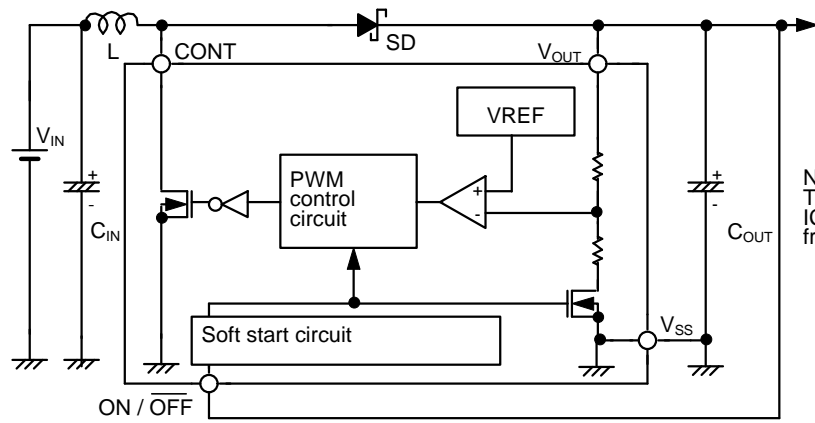 L
CONT
SD
VOUT
VIN
VREF
+
-
CIN
PWM
control
circuit
+
-
+
-
COUT
Soft start circuit
VSS
ON / OFF